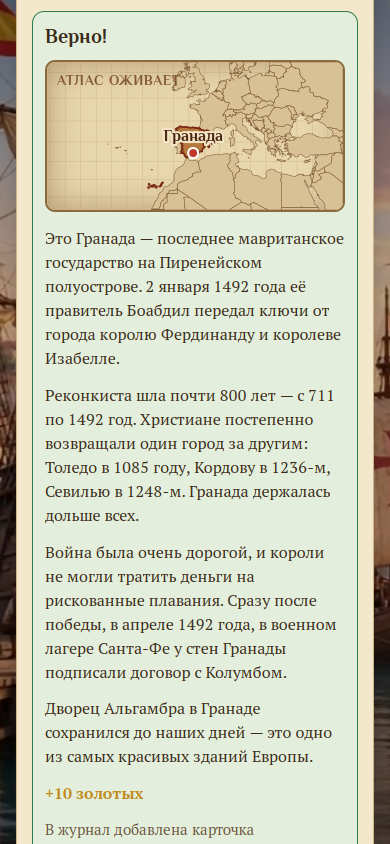 Верно!
АТЛАС ОЖИВАЕТ
Гранада
Это Гранада — последнее мавританское
государство на Пиренейском
полуострове. 2 января 1492 года её
правитель Боабдил передал ключи от
города королю Фердинанду и королеве
Изабелле.
Реконкиста шла почти 800 лет — с 711
по 1492 год. Христиане постепенно
возвращали один город за другим:
Толедо в 1085 году, Кордову в 1236-м,
Севилью в 1248-м. Гранада держалась
дольше всех.
Война была очень дорогой, и короли
не могли тратить деньги на
рискованные плавания. Сразу после
победы, в апреле 1492 года, в военном
лагере Санта-Фе у стен Гранады
подписали договор с Колумбом.
Дворец Альгамбра в Гранаде
сохранился до наших дней — это одно
из самых красивых зданий Европы.
+10 золотых
В журнал добавлена карточка